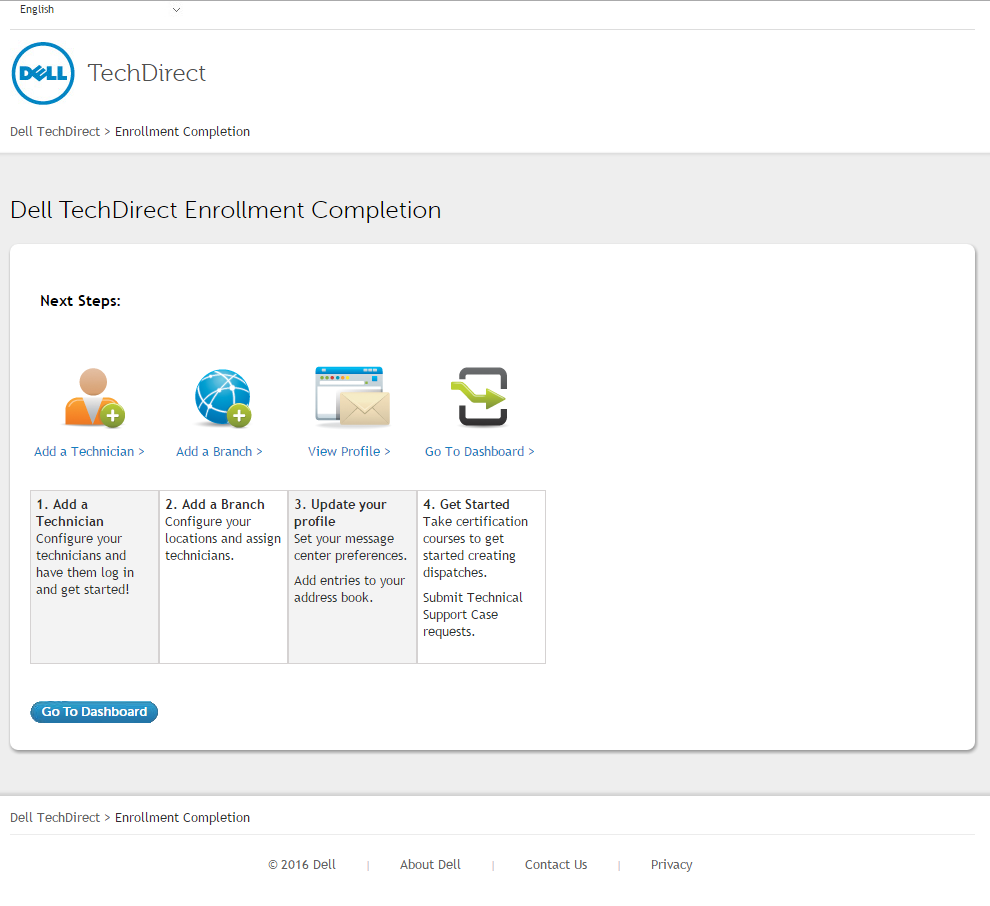 English
DELL TechDirect
Dell TechDirect > Enrollment Completion
Dell TechDirect Enrollment Completion
Next Steps:
Add a Technician >
Add a Branch >
View Profile >
Go To Dashboard >
1. Add a
Technician
Configure your
technicians and
have them log in
and get started!
2. Add a Branch
Configure your
locations and assign
technicians.
3. Update your
profile
Set your message
center preferences.
Add entries to your
address book.
4. Get Started
Take certification
courses to get
started creating
dispatches.
Submit Technical
Support Case
requests.
Go To Dashboard
Dell TechDirect > Enrollment Completion
© 2016 Dell | About Dell | Contact Us | Privacy